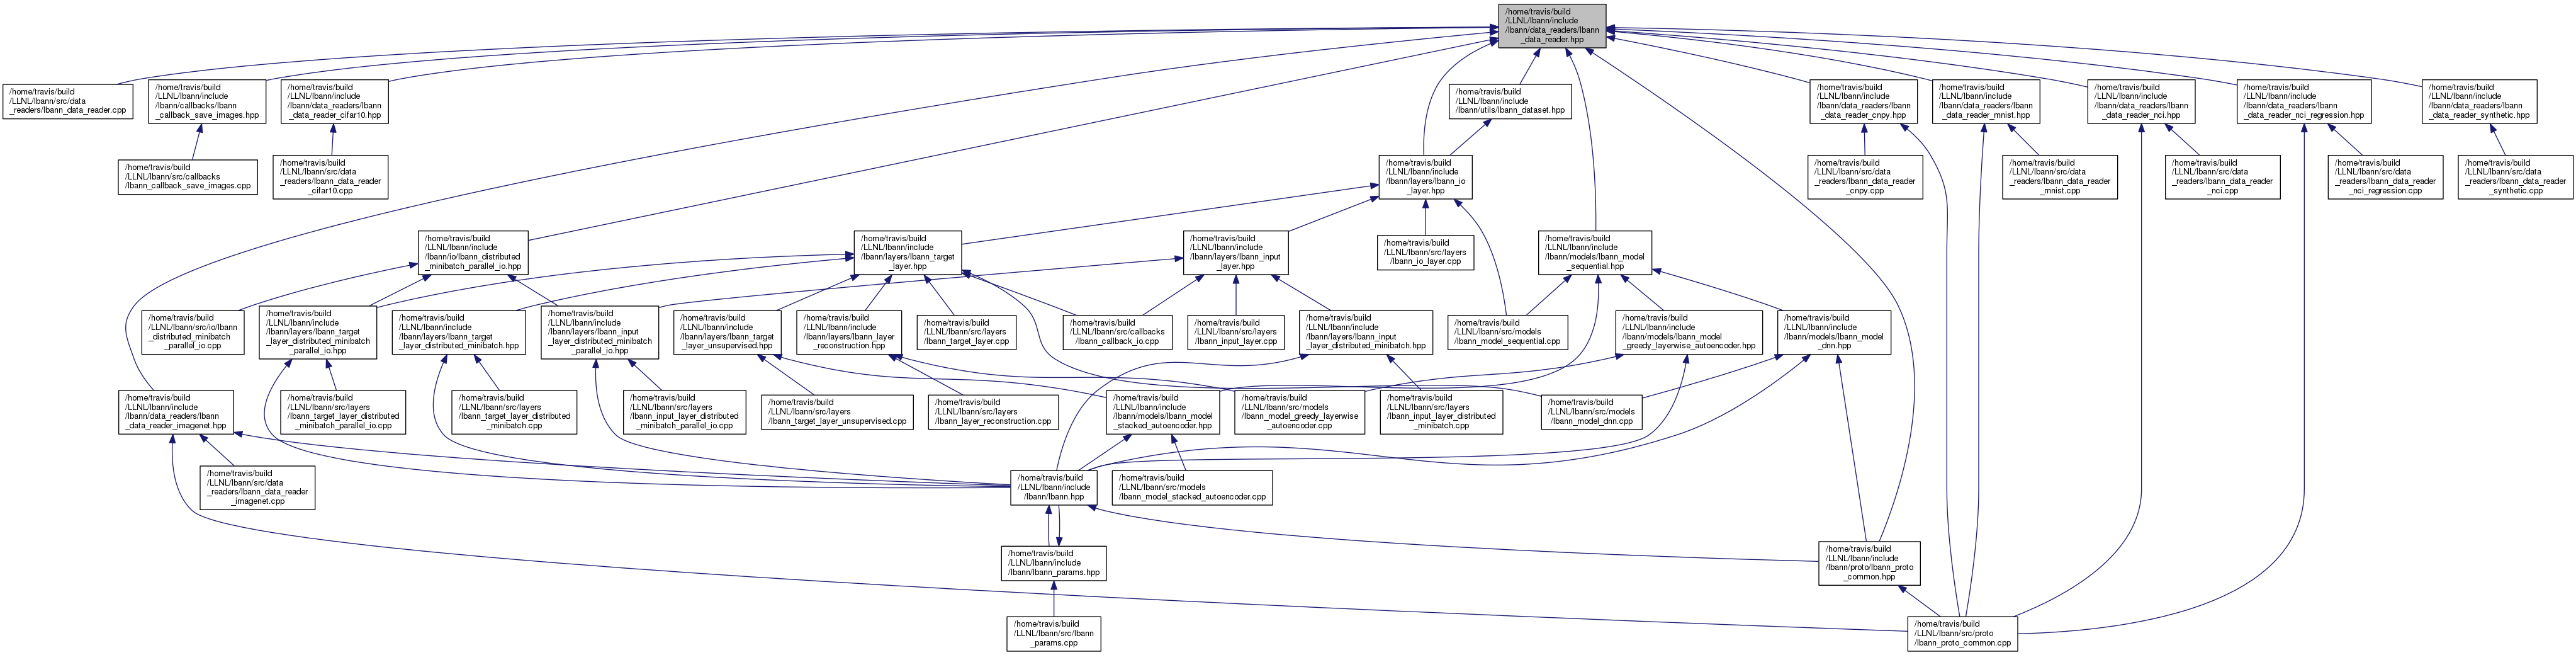 /home/travis/build
/LLNL/lbann/include
/lbann/data_readers/lbann
_data_reader.hpp
/home/travis/build
/LLNL/lbann/src/data
_readers/lbann_data_reader.cpp
/home/travis/build
/LLNL/lbann/include
/lbann/callbacks/lbann
_callback_save_images.hpp
/home/travis/build
/LLNL/lbann/include
/lbann/data_readers/lbann
_data_reader_cifar10.hpp
/home/travis/build
/LLNL/lbann/include
/lbann/utils/lbann_dataset.hpp
/home/travis/build
/LLNL/lbann/include
/lbann/data_readers/lbann
_data_reader_cnpy.hpp
/home/travis/build
/LLNL/lbann/include
/lbann/data_readers/lbann
_data_reader_mnist.hpp
/home/travis/build
/LLNL/lbann/include
/lbann/data_readers/lbann
_data_reader_nci.hpp
/home/travis/build
/LLNL/lbann/include
/lbann/data_readers/lbann
_data_reader_nci_regression.hpp
/home/travis/build
/LLNL/lbann/include
/lbann/data_readers/lbann
_data_reader_synthetic.hpp
/home/travis/build
/LLNL/lbann/src/callbacks
/lbann_callback_save_images.cpp
/home/travis/build
/LLNL/lbann/src/data
_readers/lbann_data_reader
_cifar10.cpp
/home/travis/build
/LLNL/lbann/include
/lbann/layers/lbann_io
_layer.hpp
/home/travis/build
/LLNL/lbann/src/data
_readers/lbann_data_reader
_cnpy.cpp
/home/travis/build
/LLNL/lbann/src/data
_readers/lbann_data_reader
_mnist.cpp
/home/travis/build
/LLNL/lbann/src/data
_readers/lbann_data_reader
_nci.cpp
/home/travis/build
/LLNL/lbann/src/data
_readers/lbann_data_reader
_nci_regression.cpp
/home/travis/build
/LLNL/lbann/src/data
_readers/lbann_data_reader
_synthetic.cpp
/home/travis/build
/LLNL/lbann/include
/lbann/io/lbann_distributed
_minibatch_parallel_io.hpp
/home/travis/build
/LLNL/lbann/include
/lbann/layers/lbann_target
_layer.hpp
/home/travis/build
/LLNL/lbann/include
/lbann/layers/lbann_input
_layer.hpp
/home/travis/build
/LLNL/lbann/src/layers
/lbann_io_layer.cpp
/home/travis/build
/LLNL/lbann/include
/lbann/models/lbann_model
_sequential.hpp
/home/travis/build
/LLNL/lbann/src/io/lbann
_distributed_minibatch
_parallel_io.cpp
/home/travis/build
/LLNL/lbann/include
/lbann/layers/lbann_target
_layer_distributed_minibatch
_parallel_io.hpp
/home/travis/build
/LLNL/lbann/include
/lbann/layers/lbann_target
_layer_distributed_minibatch.hpp
/home/travis/build
/LLNL/lbann/include
/lbann/layers/lbann_input
_layer_distributed_minibatch
_parallel_io.hpp
/home/travis/build
/LLNL/lbann/include
/lbann/layers/lbann_target
_layer_unsupervised.hpp
/home/travis/build
/LLNL/lbann/include
/lbann/layers/lbann_layer
_reconstruction.hpp
/home/travis/build
/LLNL/lbann/src/layers
/lbann_target_layer.cpp
/home/travis/build
/LLNL/lbann/src/callbacks
/lbann_callback_io.cpp
/home/travis/build
/LLNL/lbann/src/layers
/lbann_input_layer.cpp
/home/travis/build
/LLNL/lbann/include
/lbann/layers/lbann_input
_layer_distributed_minibatch.hpp
/home/travis/build
/LLNL/lbann/src/models
/lbann_model_sequential.cpp
/home/travis/build
/LLNL/lbann/include
/lbann/models/lbann_model
_greedy_layerwise_autoencoder.hpp
/home/travis/build
/LLNL/lbann/include
/lbann/models/lbann_model
_dnn.hpp
/home/travis/build
/LLNL/lbann/include
/lbann/data_readers/lbann
_data_reader_imagenet.hpp
/home/travis/build
/LLNL/lbann/src/layers
/lbann_target_layer_distributed
_minibatch_parallel_io.cpp
/home/travis/build
/LLNL/lbann/src/layers
/lbann_target_layer_distributed
_minibatch.cpp
/home/travis/build
/LLNL/lbann/src/layers
/lbann_input_layer_distributed
_minibatch_parallel_io.cpp
/home/travis/build
/LLNL/lbann/src/layers
/lbann_target_layer_unsupervised.cpp
/home/travis/build
/LLNL/lbann/src/layers
/lbann_layer_reconstruction.cpp
/home/travis/build
/LLNL/lbann/include
/lbann/models/lbann_model
_stacked_autoencoder.hpp
/home/travis/build
/LLNL/lbann/src/models
/lbann_model_greedy_layerwise
_autoencoder.cpp
/home/travis/build
/LLNL/lbann/src/layers
/lbann_input_layer_distributed
_minibatch.cpp
/home/travis/build
/LLNL/lbann/src/models
/lbann_model_dnn.cpp
/home/travis/build
/LLNL/lbann/src/data
_readers/lbann_data_reader
_imagenet.cpp
/home/travis/build
/LLNL/lbann/include
/lbann/lbann.hpp
/home/travis/build
/LLNL/lbann/src/models
/lbann_model_stacked_autoencoder.cpp
/home/travis/build
/LLNL/lbann/include
/lbann/lbann_params.hpp
/home/travis/build
/LLNL/lbann/include
/lbann/proto/lbann_proto
_common.hpp
/home/travis/build
/LLNL/lbann/src/lbann
_params.cpp
/home/travis/build
/LLNL/lbann/src/proto
/lbann_proto_common.cpp